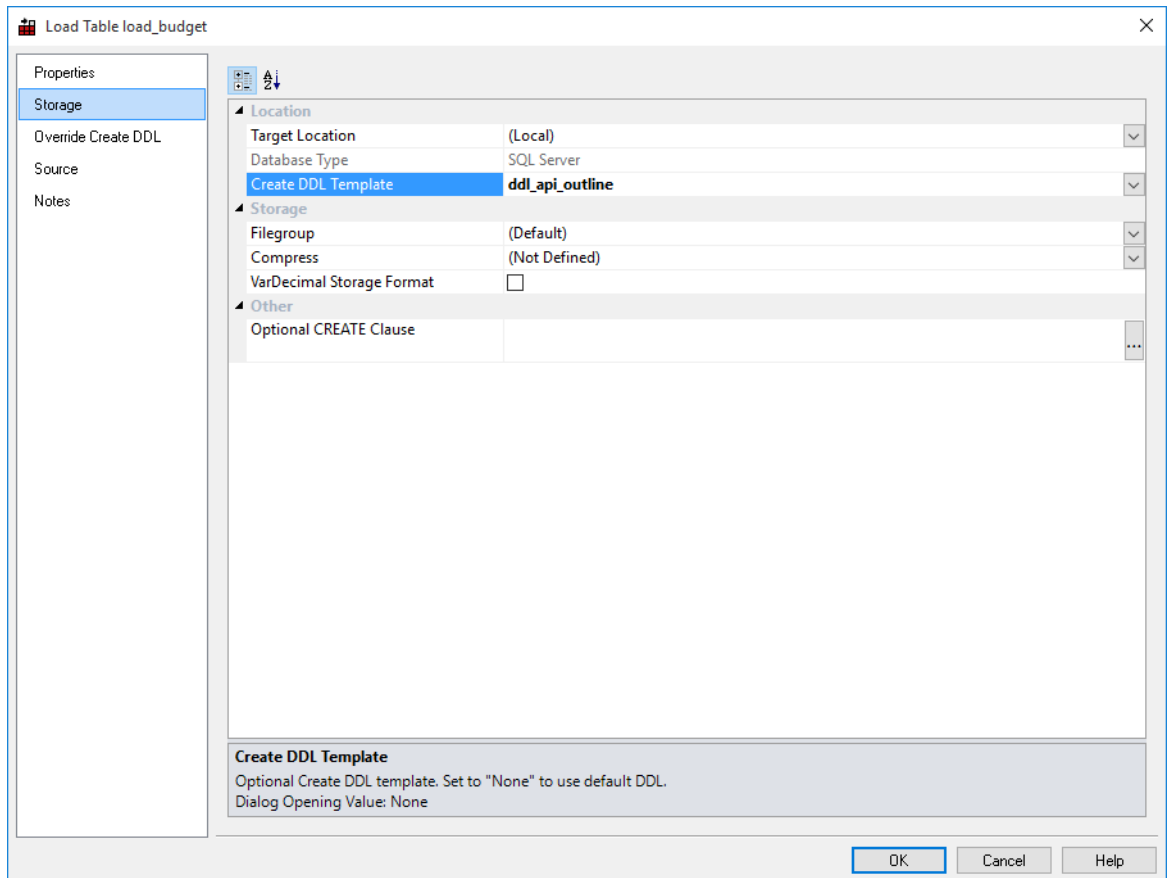 Load Table load_budget
Properties
Storage
Override Create DDL
Source
Notes
Location
Target Location (Local)
Database Type SQL Server
Create DDL Template ddl_api_outline
Storage
Filegroup (Default)
Compress (Not Defined)
VarDecimal Storage Format
Other
Optional CREATE Clause
...
Create DDL Template
Optional Create DDL template. Set to "None" to use default DDL.
Dialog Opening Value: None
OK Cancel Help